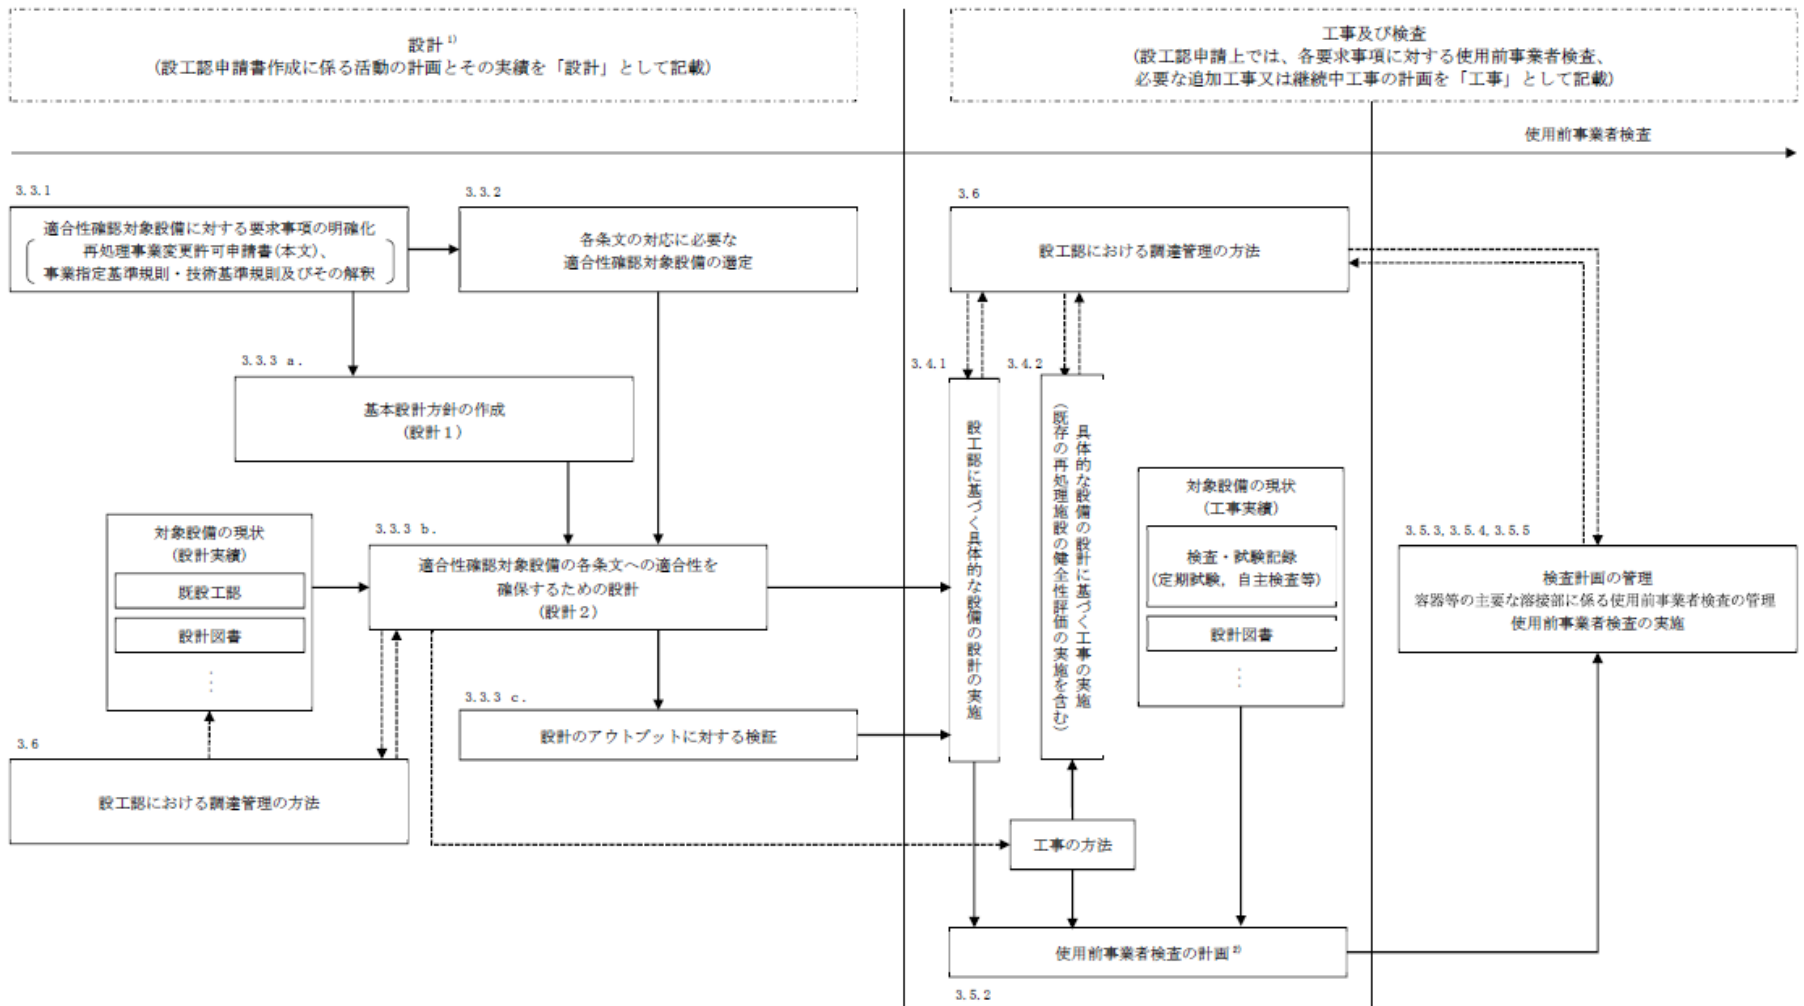 設計 1)
(設工認申請書作成に係る活動の計画とその実績を「設計」として記載)
工事及び検査
(設工認申請上では、各要求事項に対する使用前事業者検査、
必要な追加工事又は継続中工事の計画を「工事」として記載)
使用前事業者検査
3.3.1
適合性確認対象設備に対する要求事項の明確化
再処理事業変更許可申請書(本文)、
事業指定基準規則・技術基準規則及びその解釈
3.3.2
各条文の対応に必要な
適合性確認対象設備の選定
3.3.3 a.
基本設計方針の作成
(設計1)
対象設備の現状
(設計実績)
既設工認
設計図書
⋮
3.3.3 b.
適合性確認対象設備の各条文への適合性を
確保するための設計
(設計2)
3.3.3 c.
設計のアウトプットに対する検証
3.6
設工認における調達管理の方法
3.6
設工認における調達管理の方法
3.4.1
設工認に基づく具体的な設備の設計の実施
3.4.2
具体的な設備の設計に基づく工事の実施
(既存の再処理施設の健全性評価の実施を含む)
対象設備の現状
(工事実績)
検査・試験記録
(定期試験, 自主検査等)
設計図書
⋮
工事の方法
使用前事業者検査の計画 2)
3.5.2
3.5.3, 3.5.4, 3.5.5
検査計画の管理
容器等の主要な溶接部に係る使用前事業者検査の管理
使用前事業者検査の実施